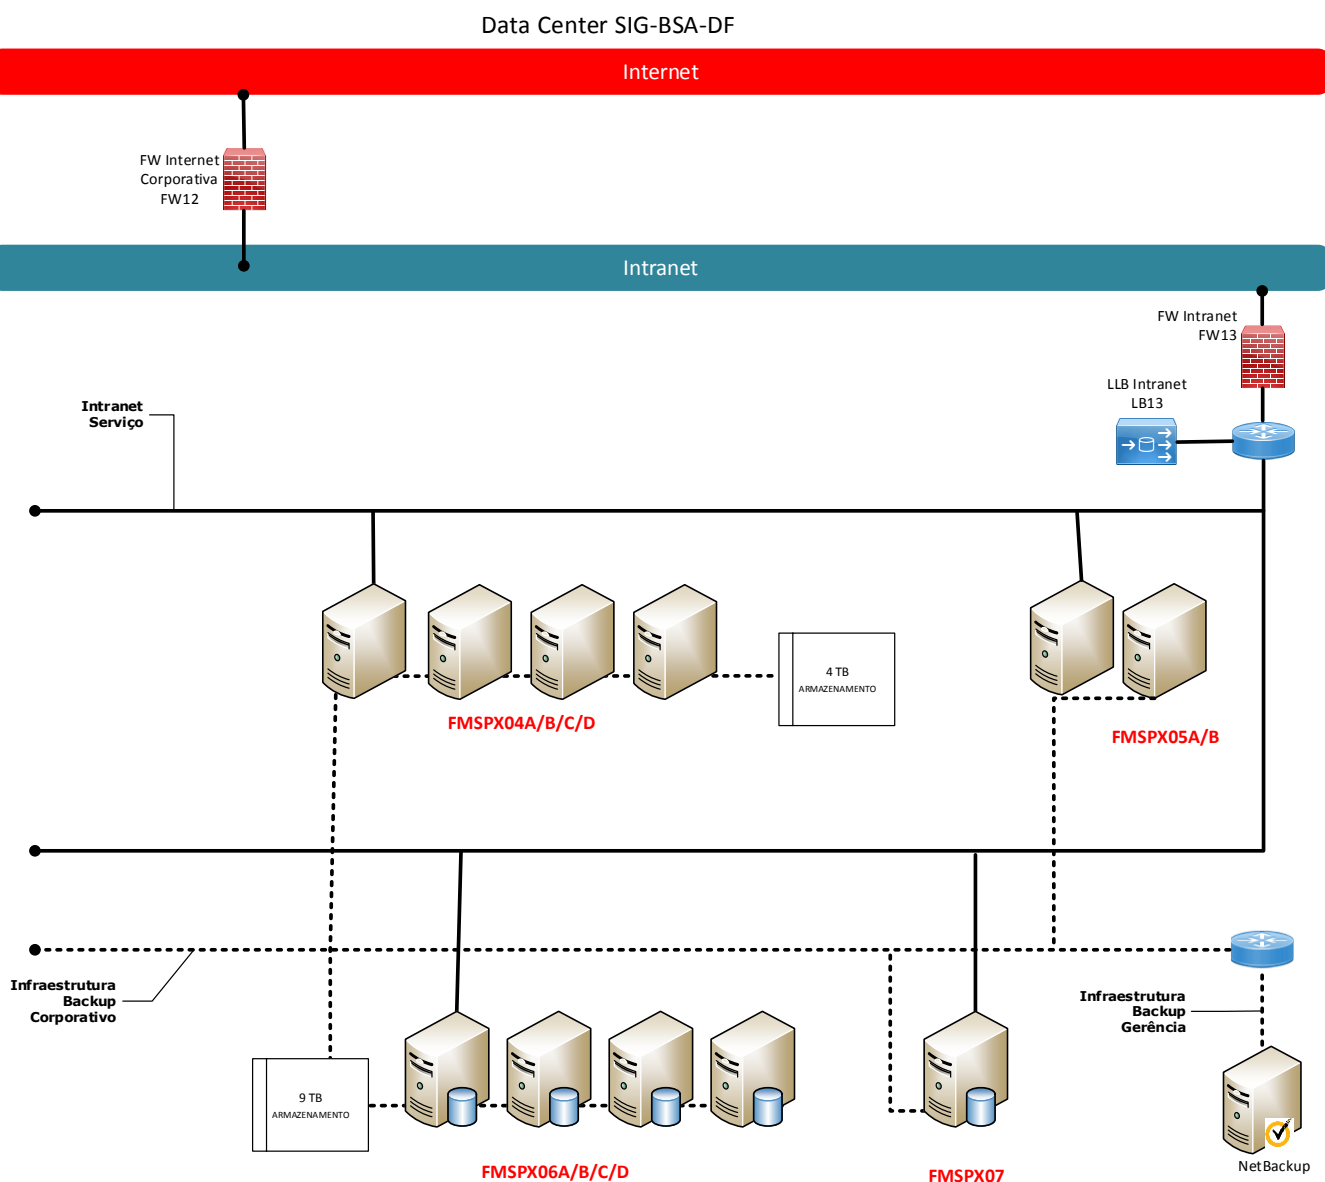 Data Center SIG-BSA-DF
Internet
FW Internet
Corporativa
FW12
Intranet
FW Intranet
FW13
LLB Intranet
LB13
Intranet
Serviço
4 TB
ARMAZENAMENTO
FMSPX04A/B/C/D
FMSPX05A/B
Infraestrutura
Backup
Corporativo
Infraestrutura
Backup
Gerência
9 TB
ARMAZENAMENTO
FMSPX06A/B/C/D
FMSPX07
NetBackup